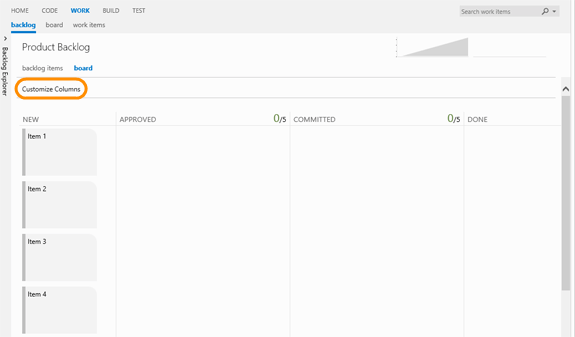 HOME CODE WORK BUILD TEST
Search work items
backlog board work items
Backlog Explorer
Product Backlog
backlog items board
Customize Columns
NEW APPROVED 0/5 COMMITTED 0/5 DONE
Item 1
Item 2
Item 3
Item 4